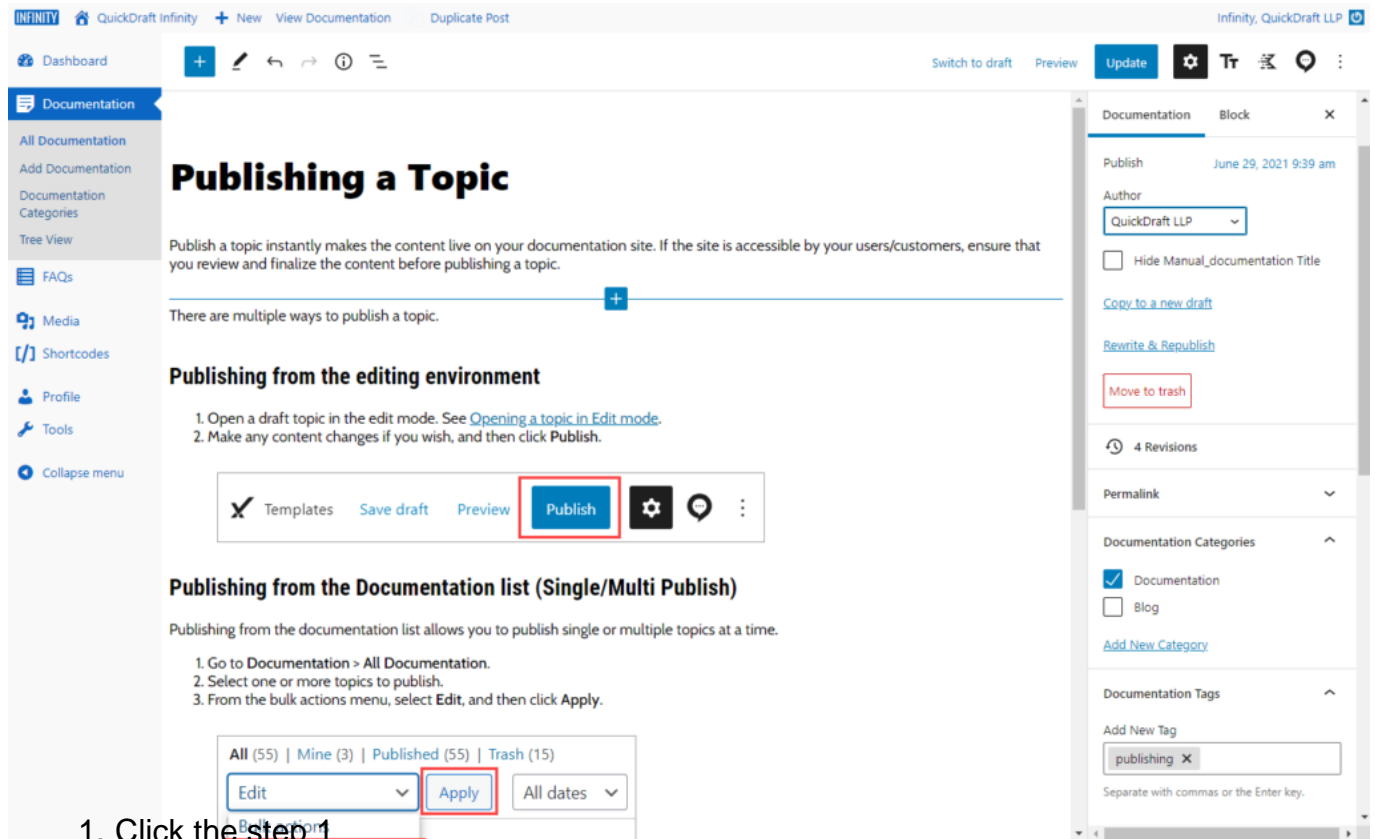 INFINITY QuickDraft Infinity + New View Documentation Duplicate Post Infinity, QuickDraft LLP
Dashboard
Switch to draft Preview Update
Documentation
All Documentation
Add Documentation
Documentation
Categories
Tree View
FAQs
Media
[/] Shortcodes
Profile
Tools
Collapse menu
Publishing a Topic
Publish a topic instantly makes the content live on your documentation site. If the site is accessible by your users/customers, ensure that
you review and finalize the content before publishing a topic.
There are multiple ways to publish a topic.
Publishing from the editing environment
1. Open a draft topic in the edit mode. See Opening a topic in Edit mode.
2. Make any content changes if you wish, and then click Publish.
Templates Save draft Preview Publish
Publishing from the Documentation list (Single/Multi Publish)
Publishing from the documentation list allows you to publish single or multiple topics at a time.
1. Go to Documentation > All Documentation.
2. Select one or more topics to publish.
3. From the bulk actions menu, select Edit, and then click Apply.
All (55) | Mine (3) | Published (55) | Trash (15)
Edit Apply All dates
Bulk actions
1. Click the step 1
Documentation Block
Publish June 29, 2021 9:39 am
Author
QuickDraft LLP
Hide Manual_documentation Title
Copy to a new draft
Rewrite & Republish
Move to trash
4 Revisions
Permalink
Documentation Categories
Documentation
Blog
Add New Category
Documentation Tags
Add New Tag
publishing
Separate with commas or the Enter key.